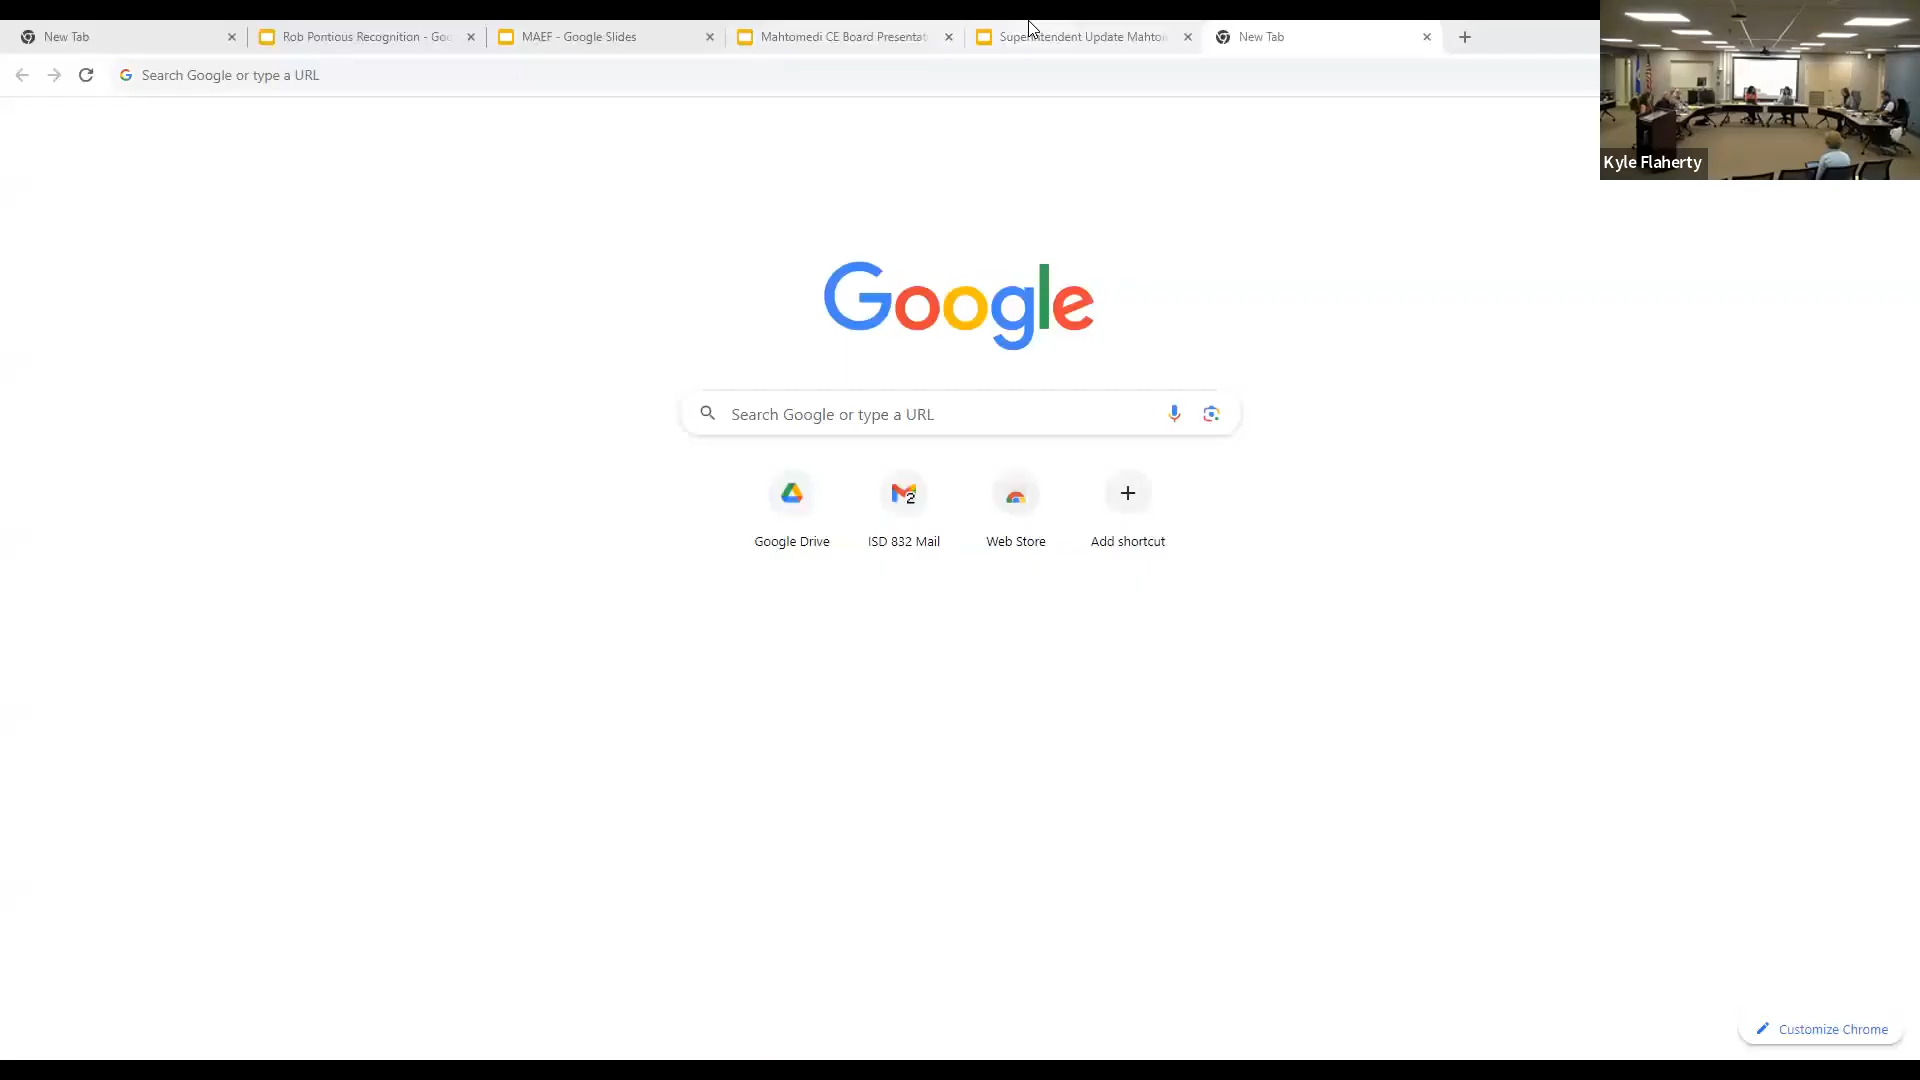 New Tab
Rob Pontious Recognition - Goo
MAEF - Google Slides
Mahtomedi CE Board Presentat
Superintendent Update Mahto
New Tab
Search Google or type a URL
Kyle Flaherty
Google
Search Google or type a URL
2
Google Drive
ISD 832 Mail
Web Store
Add shortcut
Customize Chrome